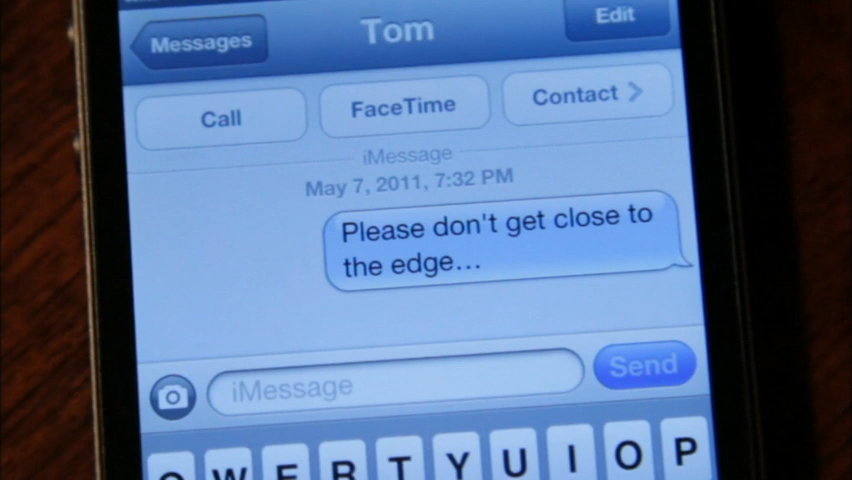 Messages
Tom
Edit
Call
FaceTime
Contact
iMessage
May 7, 2011, 7:32 PM
Please don't get close to
the edge...
iMessage
Send
Q W E R T Y U I O P